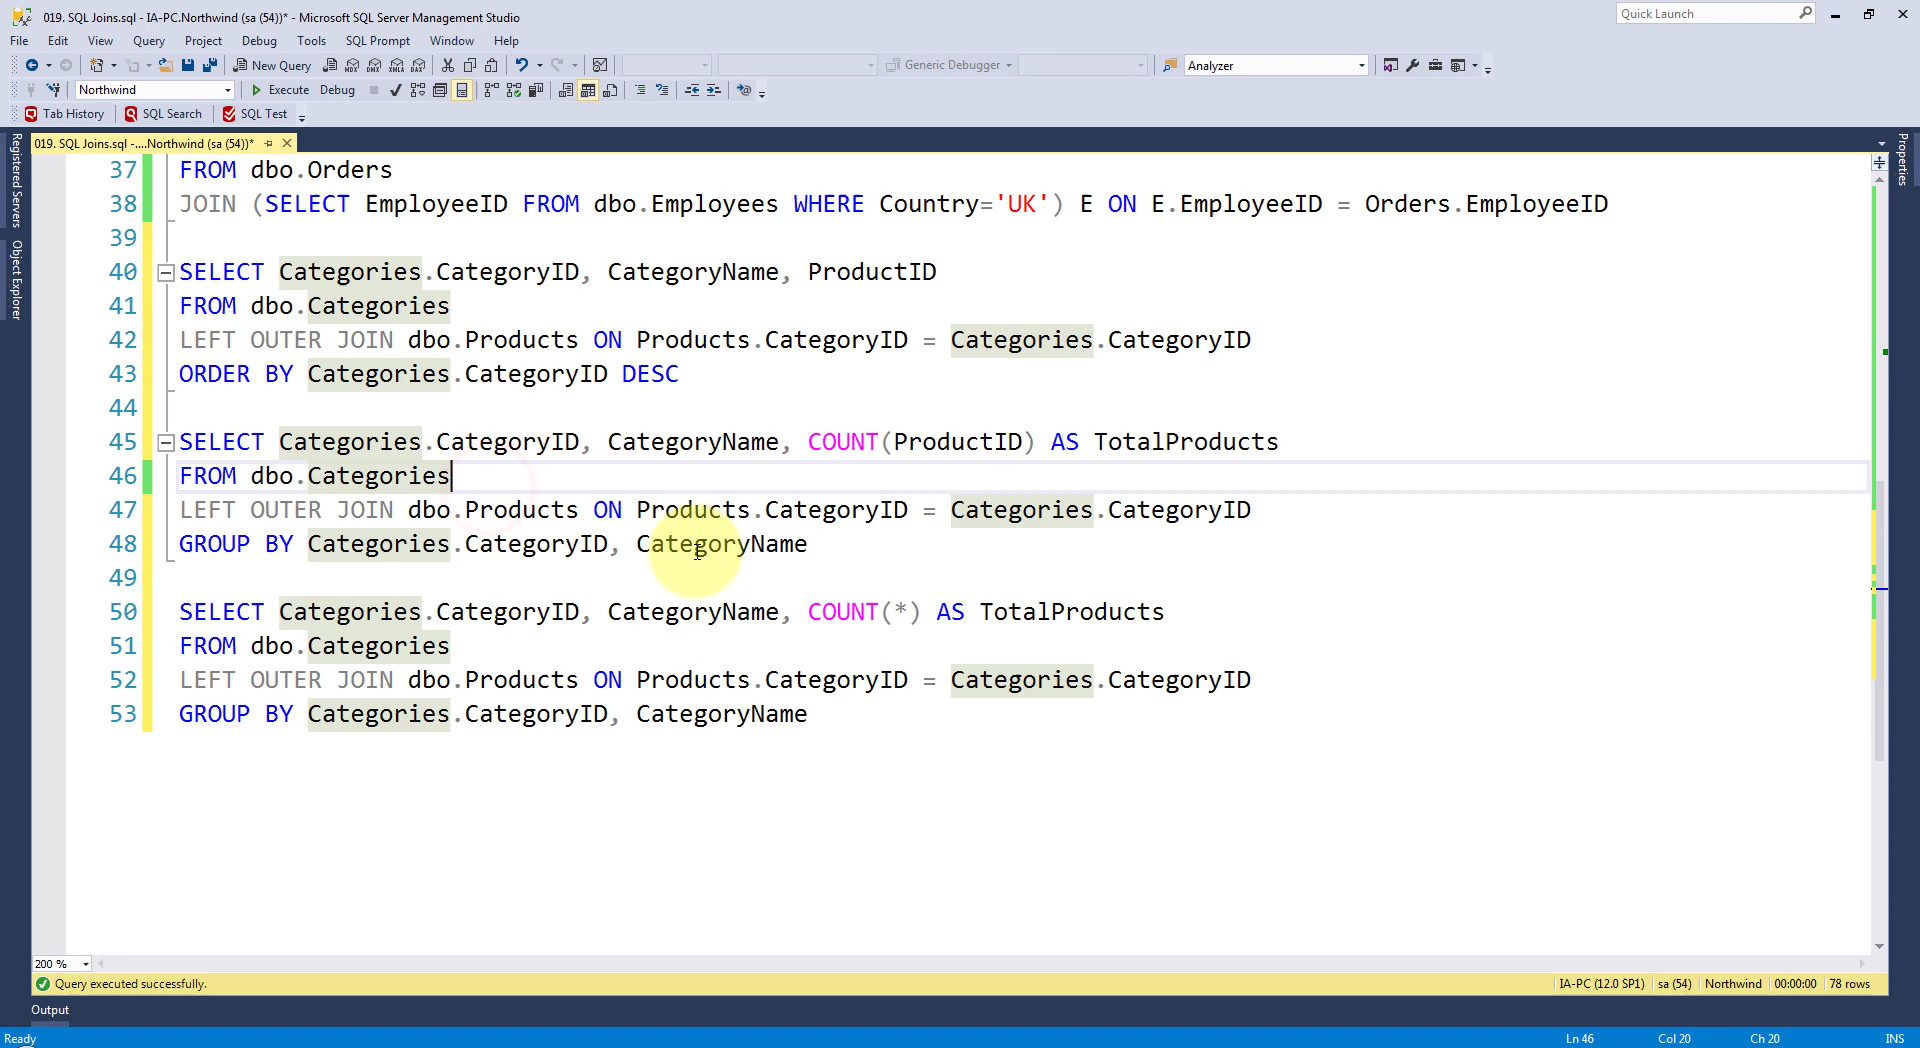 019. SQL Joins.sql - IA-PC.Northwind (sa (54))* - Microsoft SQL Server Management Studio
Quick Launch
File Edit View Query Project Debug Tools SQL Prompt Window Help
New Query
Generic Debugger
Analyzer
Northwind
Execute Debug
Tab History SQL Search SQL Test
019. SQL Joins.sql -....Northwind (sa (54))*
Registered Servers
Object Explorer
Properties
37 FROM dbo.Orders
38 JOIN (SELECT EmployeeID FROM dbo.Employees WHERE Country='UK') E ON E.EmployeeID = Orders.EmployeeID
39
40 SELECT Categories.CategoryID, CategoryName, ProductID
41 FROM dbo.Categories
42 LEFT OUTER JOIN dbo.Products ON Products.CategoryID = Categories.CategoryID
43 ORDER BY Categories.CategoryID DESC
44
45 SELECT Categories.CategoryID, CategoryName, COUNT(ProductID) AS TotalProducts
46 FROM dbo.Categories
47 LEFT OUTER JOIN dbo.Products ON Products.CategoryID = Categories.CategoryID
48 GROUP BY Categories.CategoryID, CategoryName
49
50 SELECT Categories.CategoryID, CategoryName, COUNT(*) AS TotalProducts
51 FROM dbo.Categories
52 LEFT OUTER JOIN dbo.Products ON Products.CategoryID = Categories.CategoryID
53 GROUP BY Categories.CategoryID, CategoryName
200 %
Query executed successfully.
IA-PC (12.0 SP1) sa (54) Northwind 00:00:00 78 rows
Output
Ready
Ln 46 Col 20 Ch 20 INS